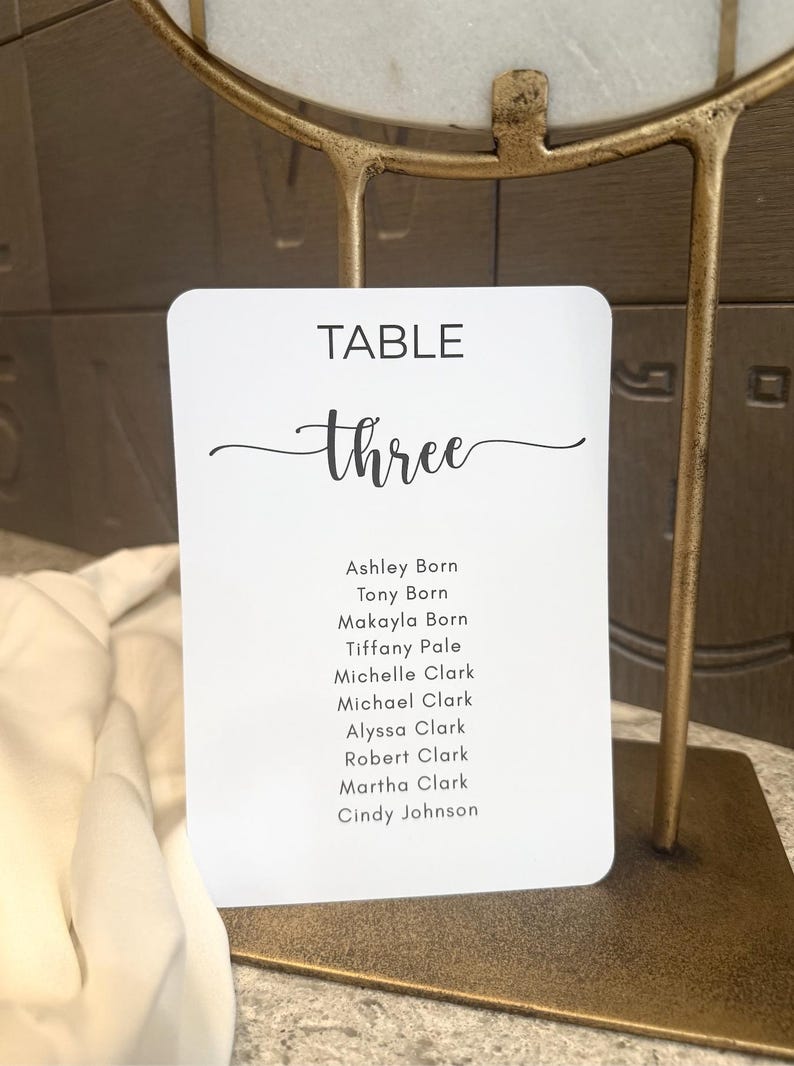 TABLE
three
Ashley Born
Tony Born
Makayla Born
Tiffany Pale
Michelle Clark
Michael Clark
Alyssa Clark
Robert Clark
Martha Clark
Cindy Johnson